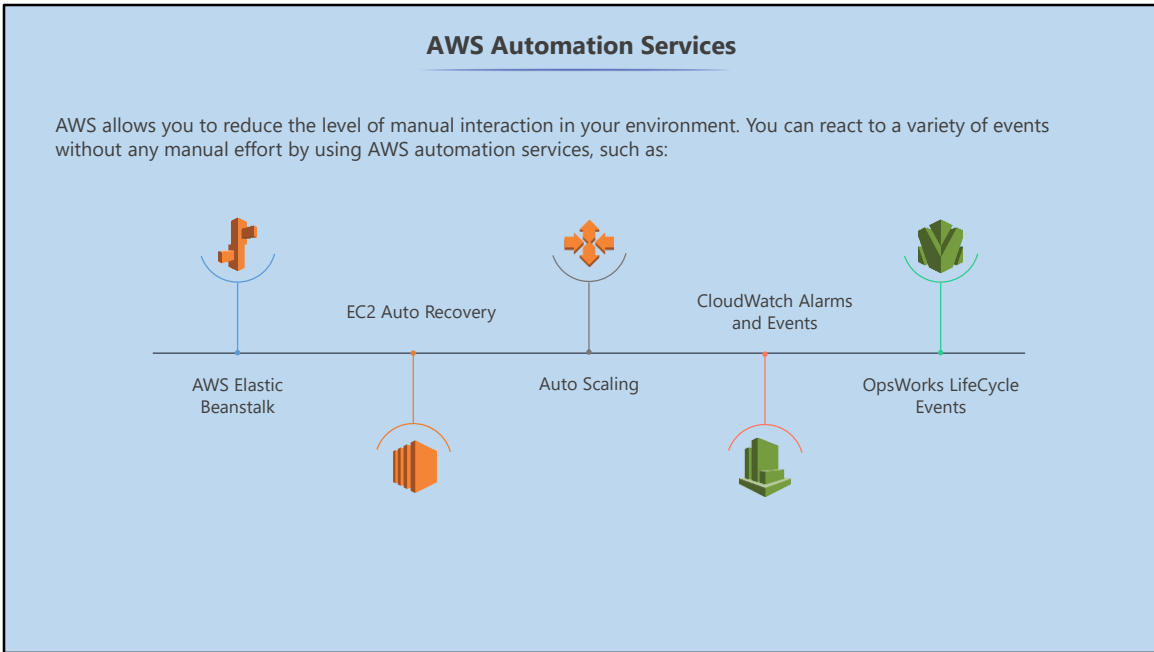 AWS Automation Services
AWS allows you to reduce the level of manual interaction in your environment. You can react to a variety of events
without any manual effort by using AWS automation services, such as:
AWS Elastic
Beanstalk
EC2 Auto Recovery
Auto Scaling
CloudWatch Alarms
and Events
OpsWorks LifeCycle
Events